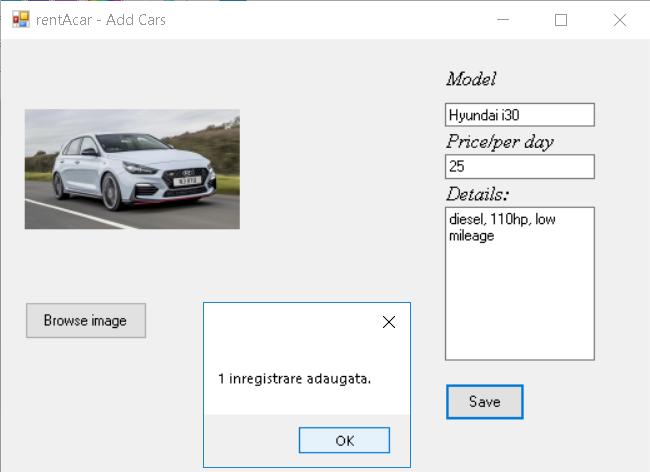 rentAcar - Add Cars
Model
Hyundai i30
Price/per day
25
Details:
diesel, 110hp, low
mileage
Browse image
1 inregistrare adaugata.
OK
Save